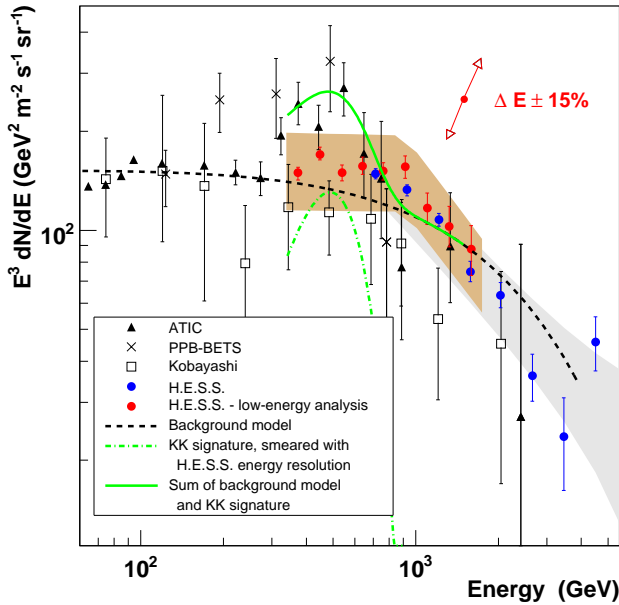 E³ dN/dE (GeV² m⁻² s⁻¹ sr⁻¹)
10²
Δ E ± 15%
ATIC
PPB-BETS
Kobayashi
H.E.S.S.
H.E.S.S. - low-energy analysis
Background model
KK signature, smeared with
H.E.S.S. energy resolution
Sum of background model
and KK signature
10²
10³
Energy (GeV)